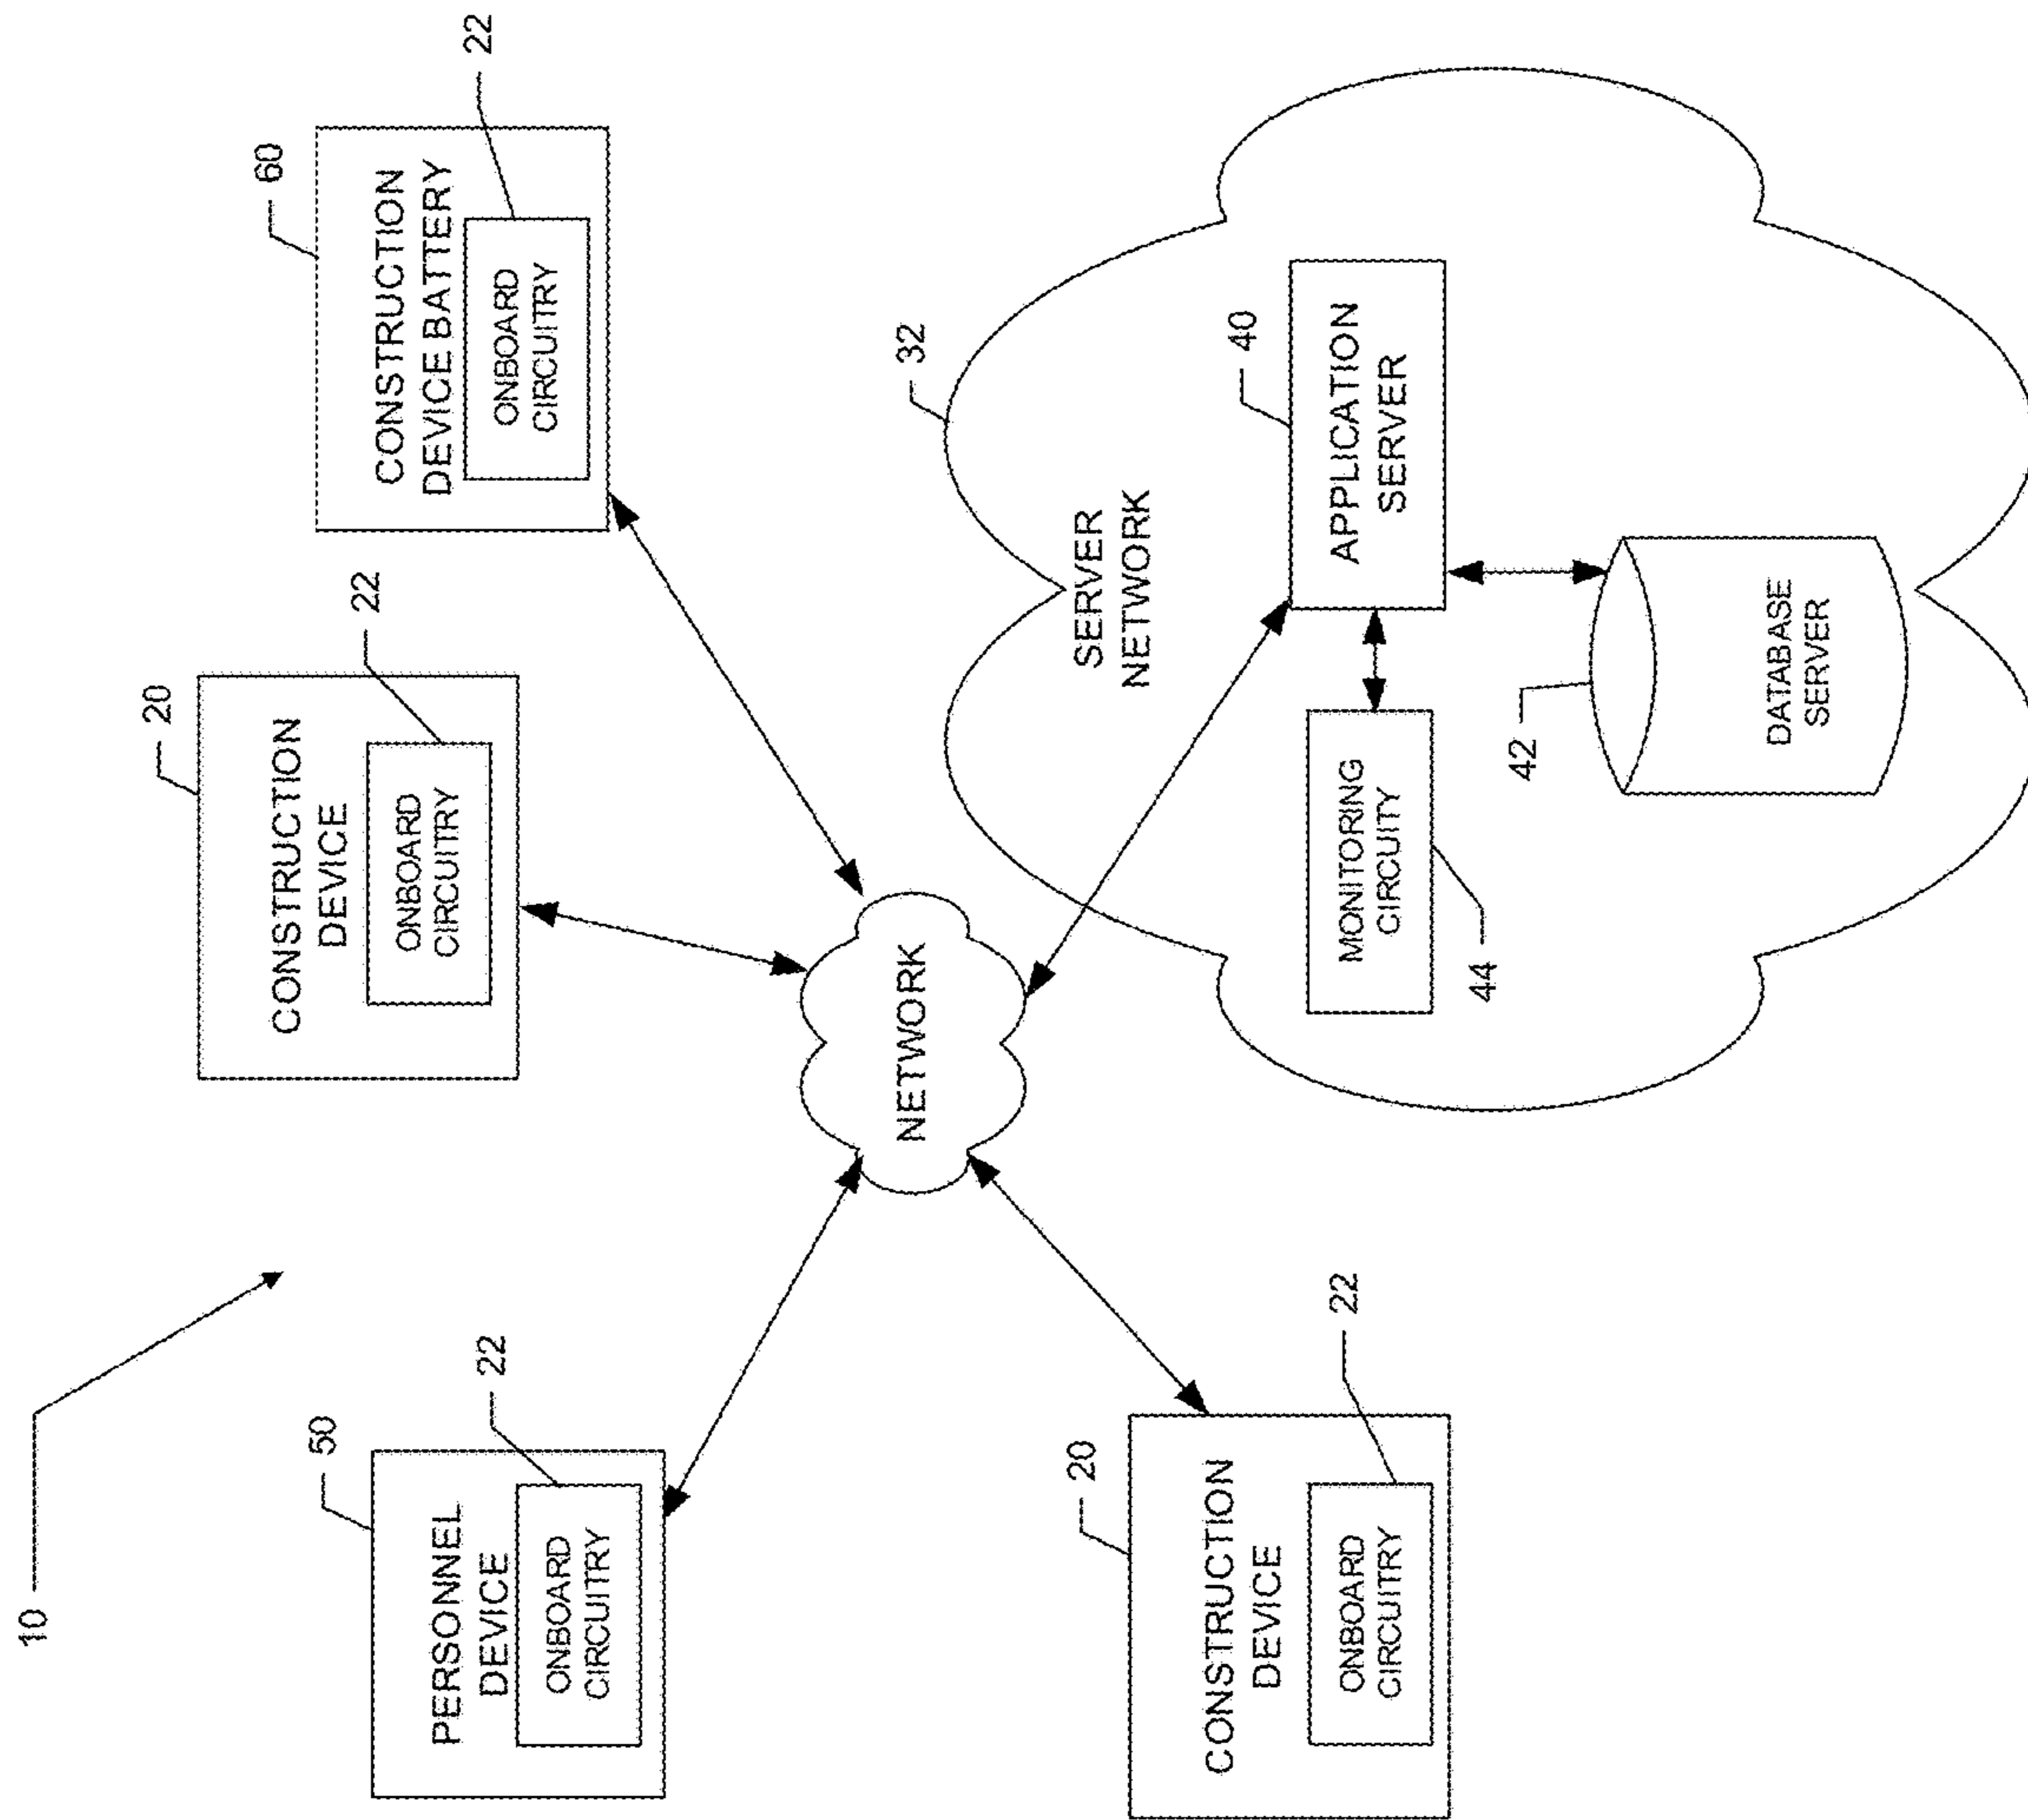 10
50
PERSONNEL
DEVICE
22
ONBOARD
CIRCUITRY
20
CONSTRUCTION
DEVICE
22
ONBOARD
CIRCUITRY
60
CONSTRUCTION
DEVICE BATTERY
22
ONBOARD
CIRCUITRY
NETWORK
20
CONSTRUCTION
DEVICE
22
ONBOARD
CIRCUITRY
32
SERVER
NETWORK
40
APPLICATION
SERVER
MONITORING
CIRCUITY
44
42
DATABASE
SERVER